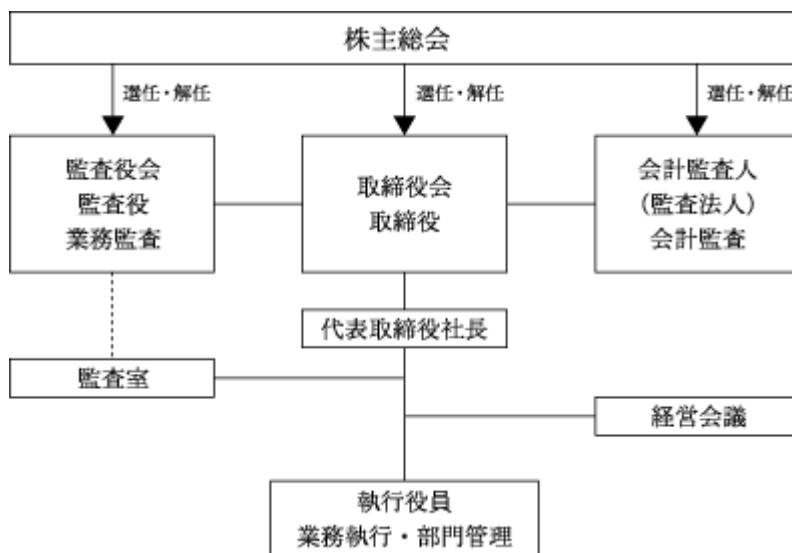 株主総会
選任・解任
選任・解任
選任・解任
監査役会
監査役
業務監査
取締役会
取締役
会計監査人
(監査法人)
会計監査
代表取締役社長
監査室
経営会議
執行役員
業務執行・部門管理